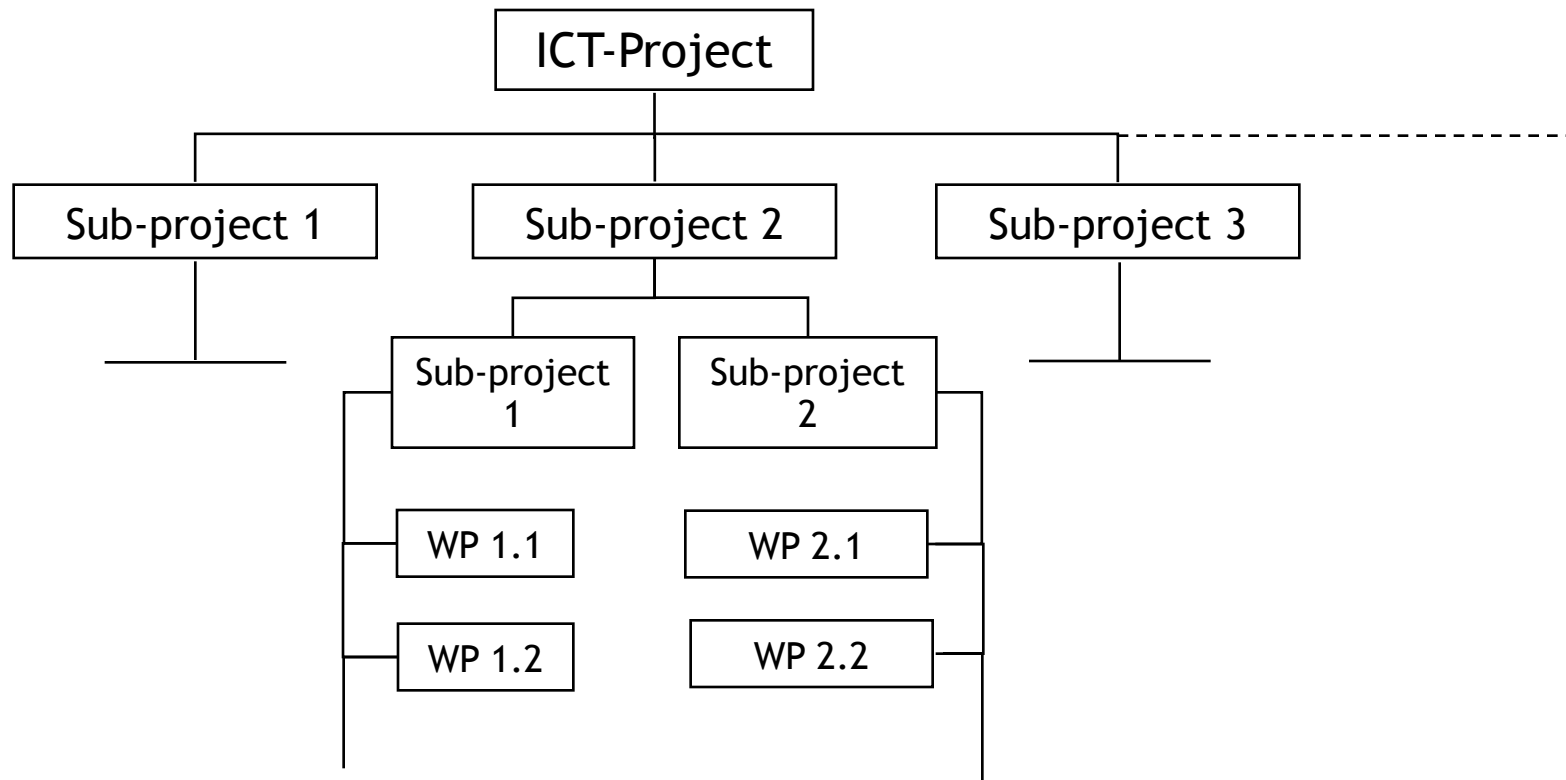 ICT-Project
Sub-project 1
Sub-project 2
Sub-project 3
Sub-project
1
Sub-project
2
WP 1.1
WP 2.1
WP 1.2
WP 2.2